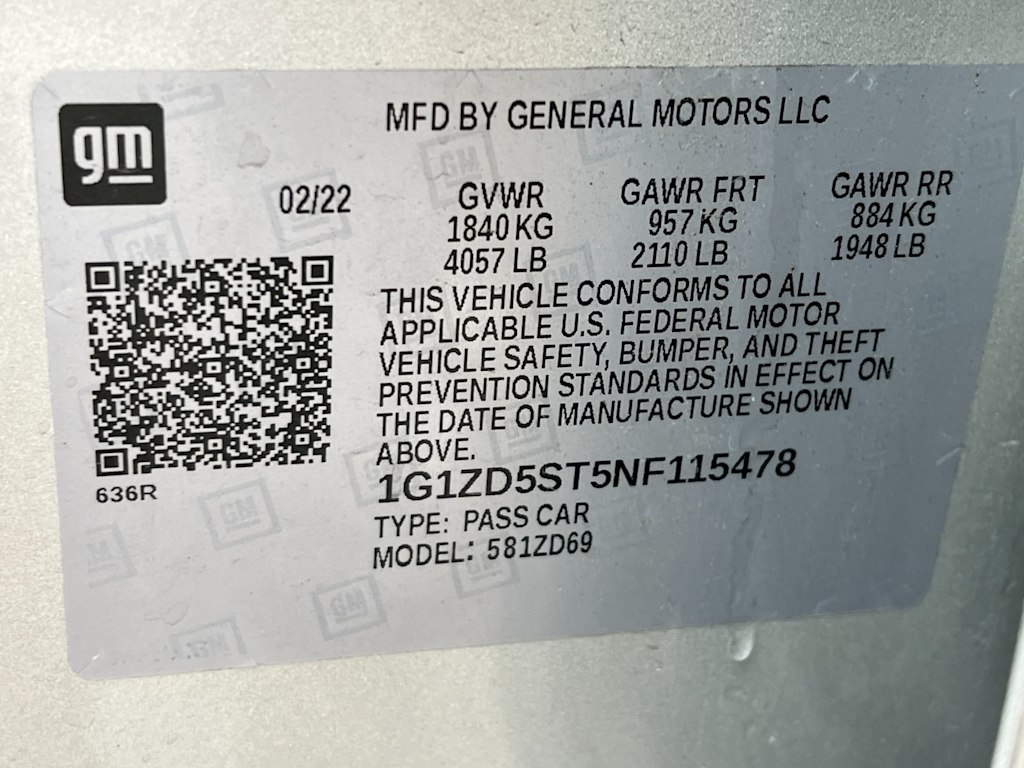 gm
MFD BY GENERAL MOTORS LLC
02/22 GVWR GAWR FRT GAWR RR
1840 KG 957 KG 884 KG
4057 LB 2110 LB 1948 LB
THIS VEHICLE CONFORMS TO ALL
APPLICABLE U.S. FEDERAL MOTOR
VEHICLE SAFETY, BUMPER, AND THEFT
PREVENTION STANDARDS IN EFFECT ON
THE DATE OF MANUFACTURE SHOWN
ABOVE.
636R
1G1ZD5ST5NF115478
TYPE: PASS CAR
MODEL: 581ZD69